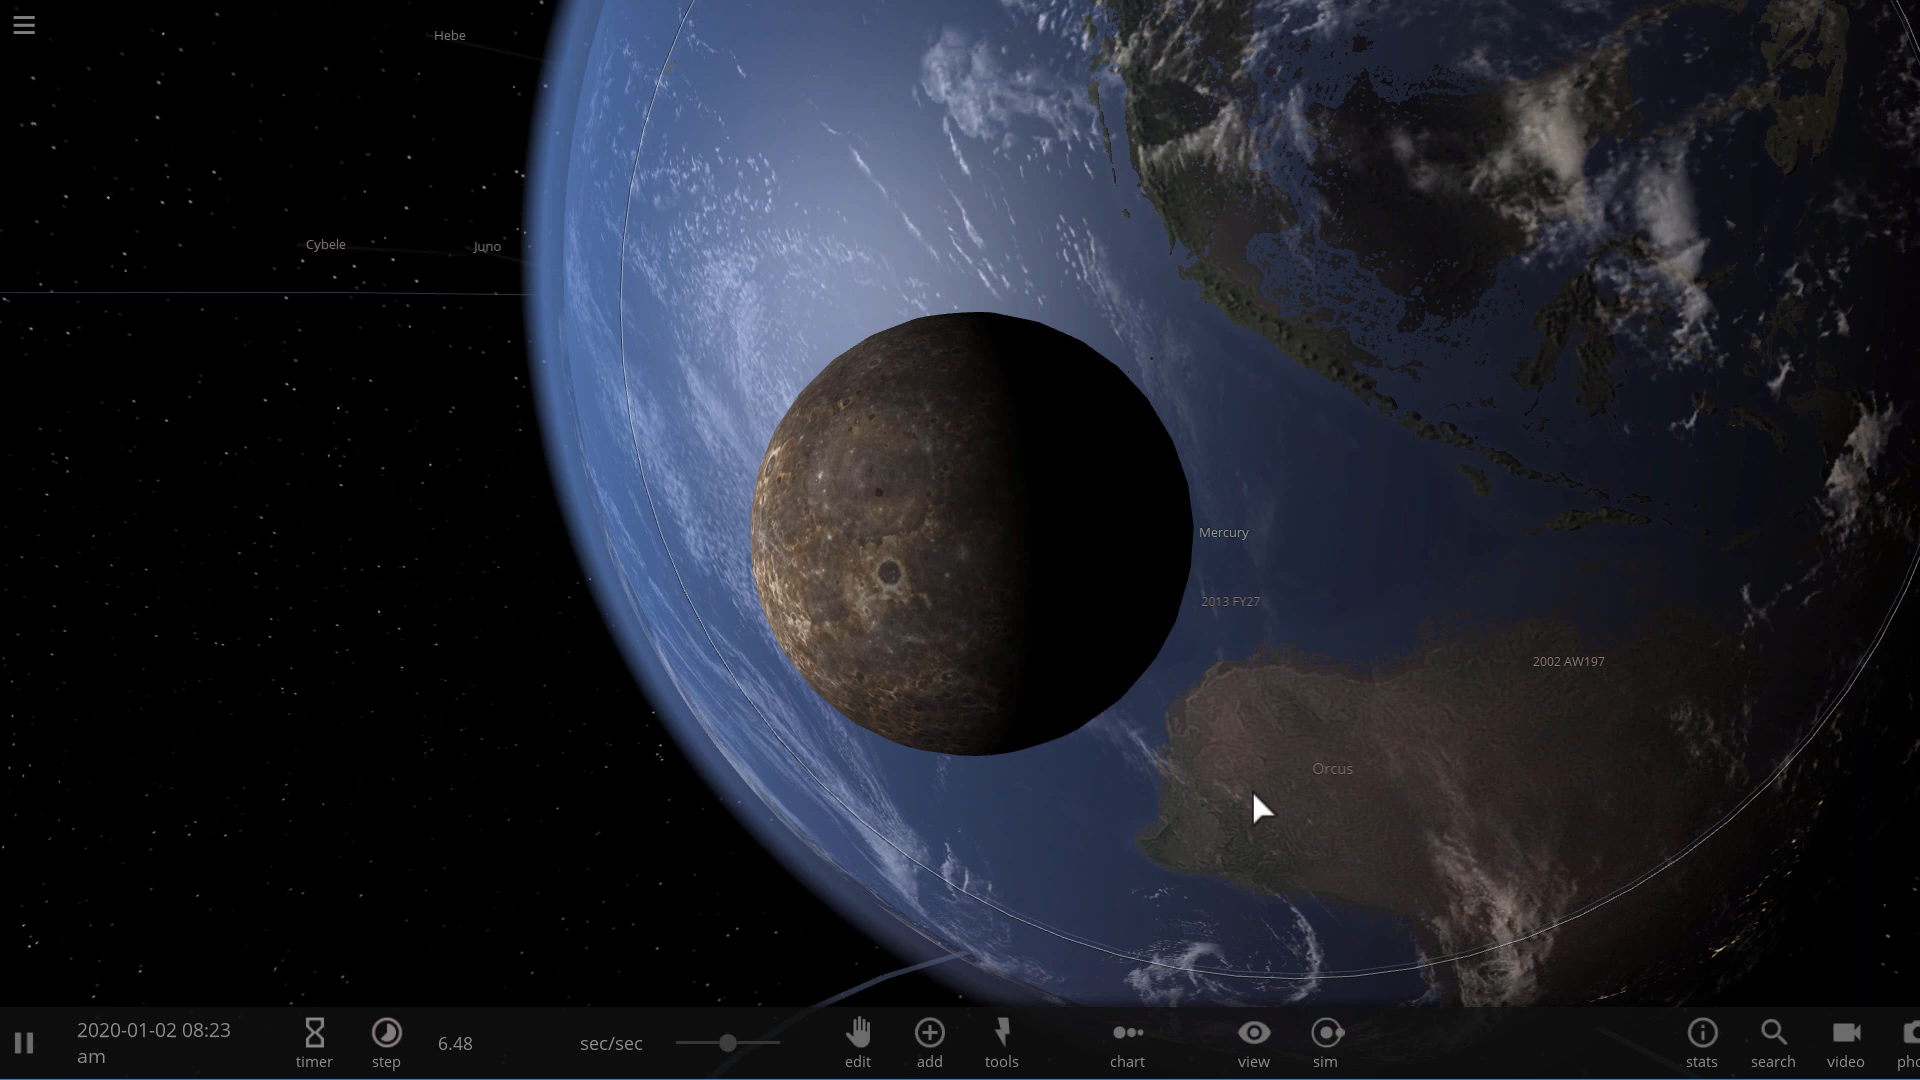 Hebe
Cybele
Juno
Mercury
2013 FY27
2002 AW197
Orcus
2020-01-02 08:23
am
timer
step
6.48
sec/sec
edit
add
tools
chart
view
sim
stats
search
video
pho